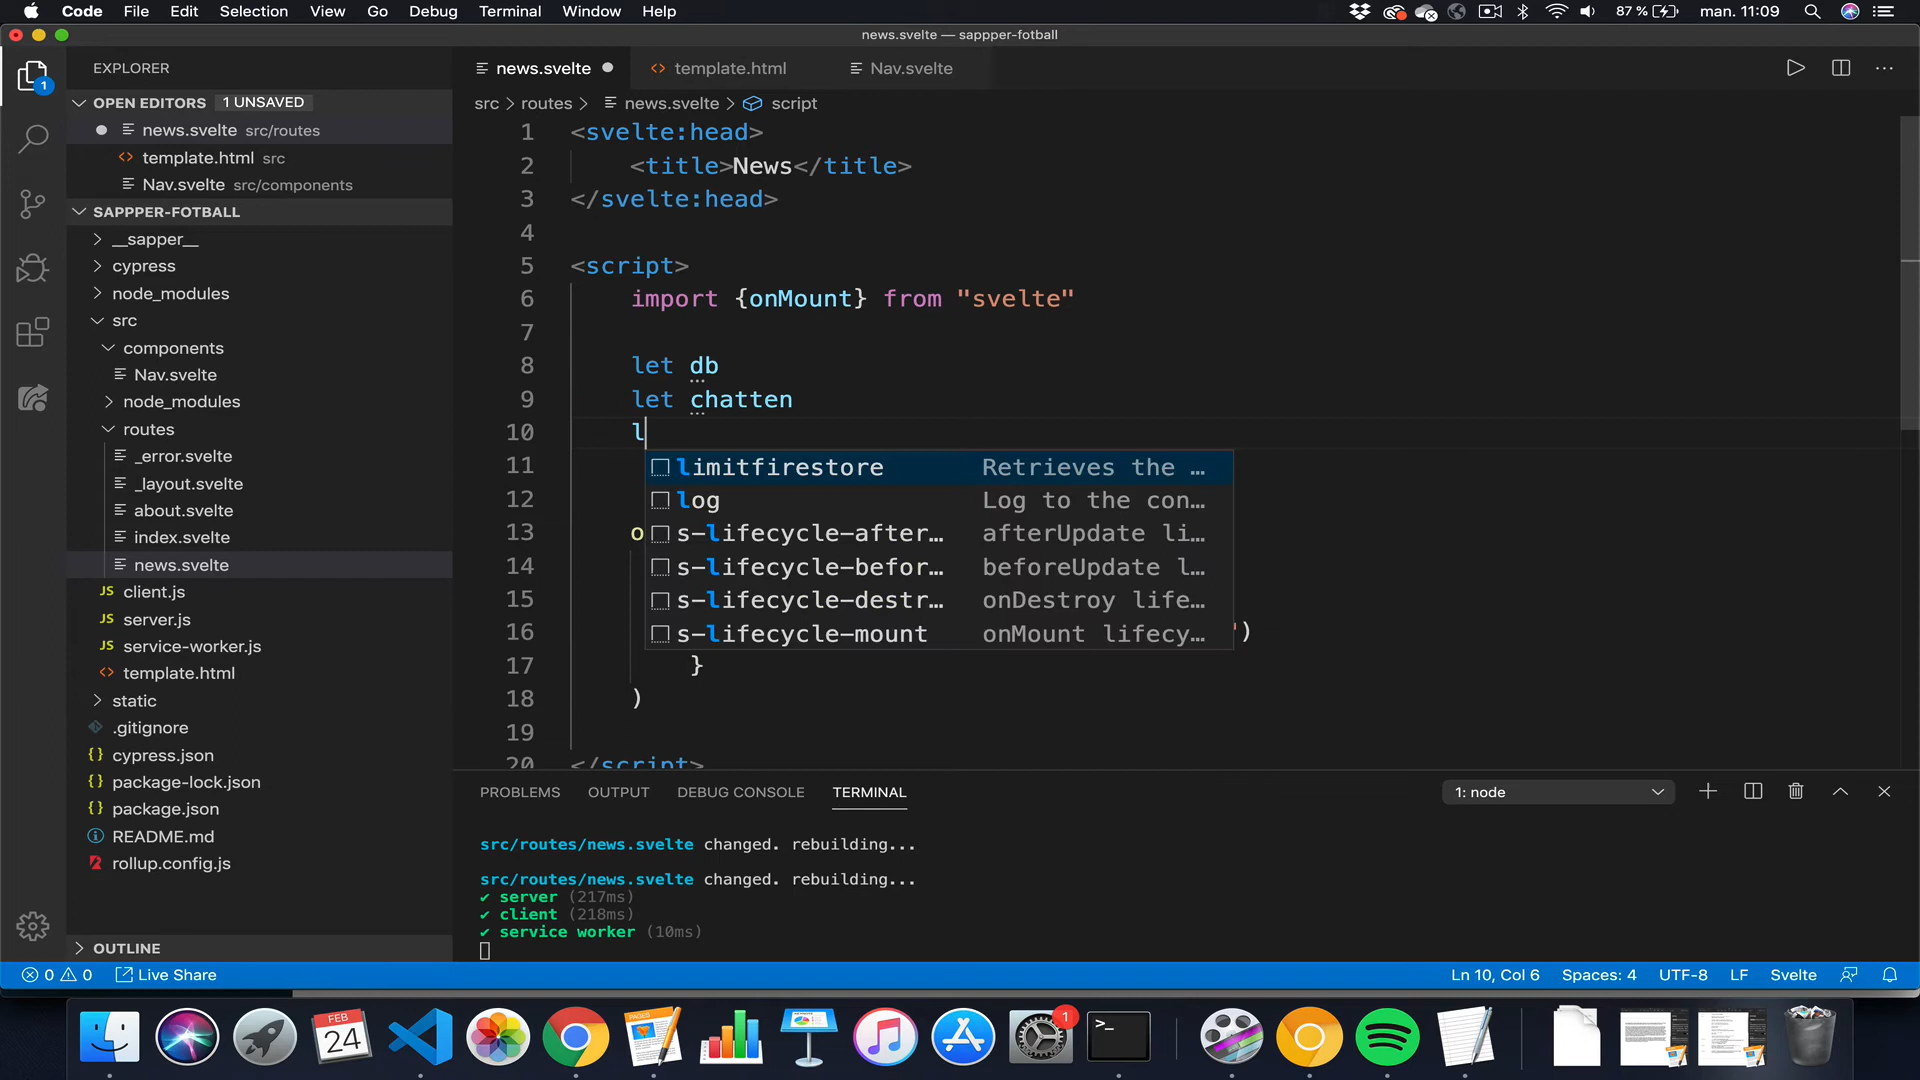 Code File Edit Selection View Go Debug Terminal Window Help 87 % man. 11:09
news.svelte — sappper-fotball
EXPLORER
OPEN EDITORS 1 UNSAVED
news.svelte src/routes
template.html src
Nav.svelte src/components
SAPPPER-FOTBALL
__sapper__
cypress
node_modules
src
components
Nav.svelte
node_modules
routes
_error.svelte
_layout.svelte
about.svelte
index.svelte
news.svelte
JS client.js
JS server.js
JS service-worker.js
<> template.html
static
.gitignore
{} cypress.json
{} package-lock.json
{} package.json
README.md
rollup.config.js
OUTLINE
1
news.svelte template.html Nav.svelte
src > routes > news.svelte > script
1 <svelte:head>
2 <title>News</title>
3 </svelte:head>
4
5 <script>
6 import {onMount} from "svelte"
7
8 let db
9 let chatten
10 l
11 limitfirestore Retrieves the …
12 log Log to the con…
13 o s-lifecycle-after… afterUpdate li…
14 s-lifecycle-befor… beforeUpdate l…
15 s-lifecycle-destr… onDestroy life…
16 s-lifecycle-mount onMount lifecy… ")
17 }
18 )
19
20 </script>
PROBLEMS OUTPUT DEBUG CONSOLE TERMINAL 1: node
src/routes/news.svelte changed. rebuilding...
src/routes/news.svelte changed. rebuilding...
✔ server (217ms)
✔ client (218ms)
✔ service worker (10ms)
0 0 Live Share Ln 10, Col 6 Spaces: 4 UTF-8 LF Svelte
FEB
24
1
>_